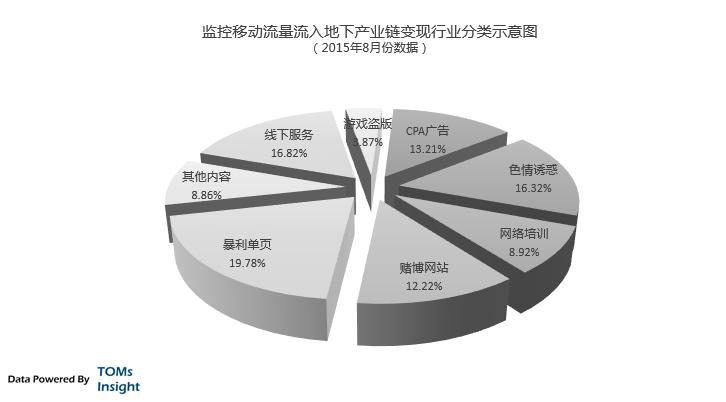 监控移动流量流入地下产业链变现行业分类示意图
（2015年8月份数据）
游戏盗版
3.87%
CPA广告
13.21%
色情诱惑
16.32%
网络培训
8.92%
赌博网站
12.22%
暴利单页
19.78%
其他内容
8.86%
线下服务
16.82%
Data Powered By
TOMs
Insight